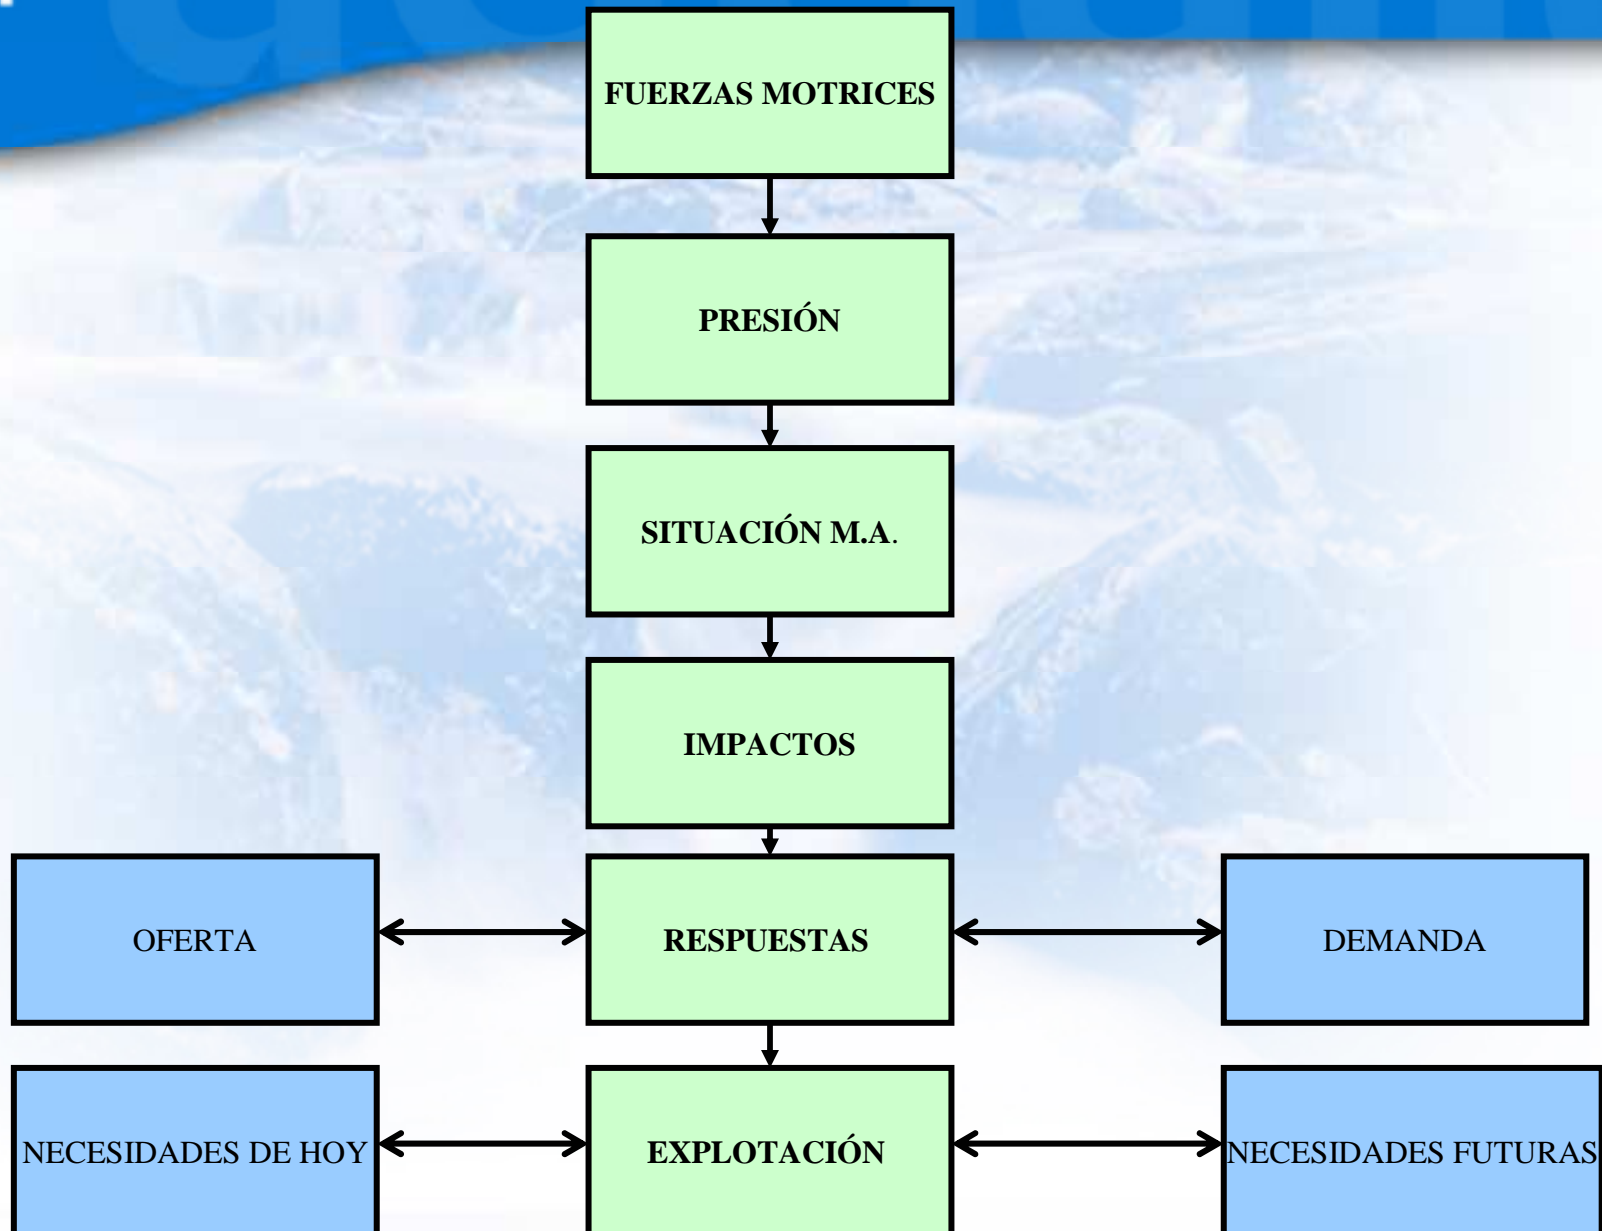 FUERZAS MOTRICES
PRESIÓN
SITUACIÓN M.A.
IMPACTOS
OFERTA
RESPUESTAS
DEMANDA
NECESIDADES DE HOY
EXPLOTACIÓN
NECESIDADES FUTURAS